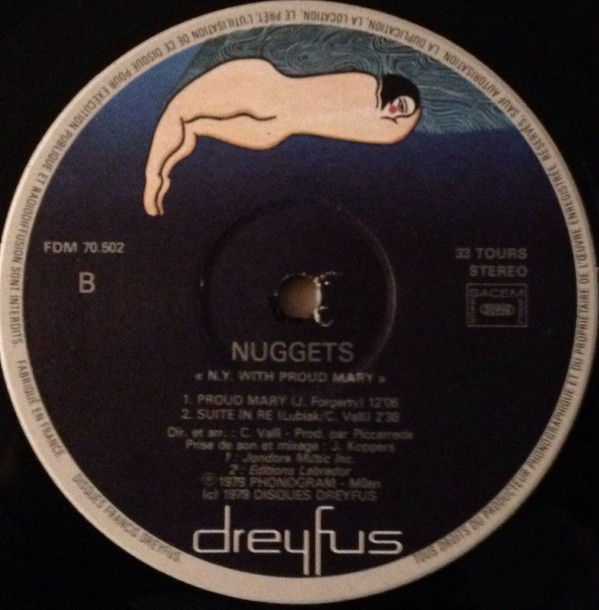 TOUS DROITS DU PRODUCTEUR PHONOGRAPHIQUE ET DU PROPRIÉTAIRE DE L'ŒUVRE ENREGISTRÉE RÉSERVÉS. SAUF AUTORISATION, LA DUPLICATION, LA LOCATION, LE PRÊT, L'UTILISATION DE CE DISQUE POUR EXÉCUTION PUBLIQUE ET RADIODIFFUSION SONT INTERDITS.
FABRIQUÉ EN FRANCE
DISQUES FRANCIS DREYFUS.
FDM 70.502
B
33 TOURS
STEREO
SACEM
NUGGETS
« N.Y. WITH PROUD MARY »
1. PROUD MARY (J. Forgerty) 12'06
2. SUITE IN RE (Lubiak/C. Valli) 2'38
Dir. et arr. : C. Valli - Prod. par Piccarreda
Prise de son et mixage : J. Koppers
1 : Jondora Music Inc.
2 : Editions Labrador
℗ 1979 PHONOGRAM - Milan
(c) 1979 DISQUES DREYFUS
dreyfus